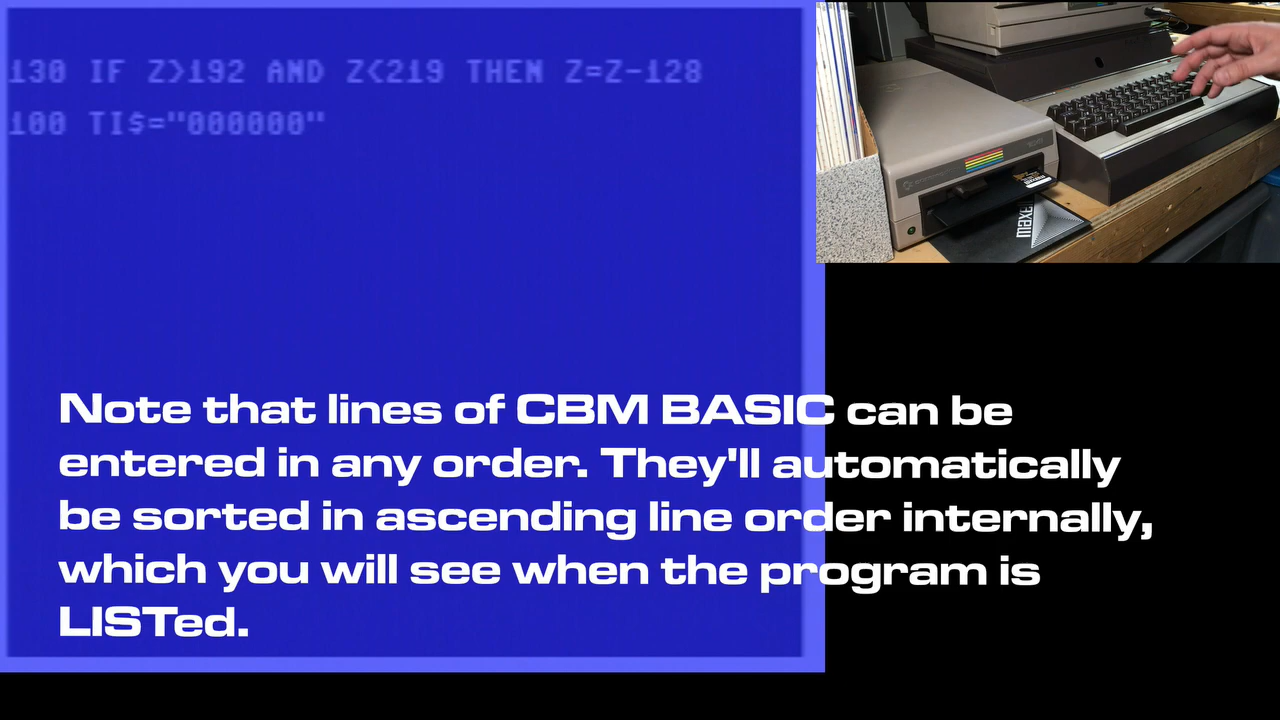 130 IF Z>192 AND Z<219 THEN Z=Z-128
100 TI$="000000"
maxell
Note that lines of CBM BASIC can be
entered in any order. They'll automatically
be sorted in ascending line order internally,
which you will see when the program is
LISTed.